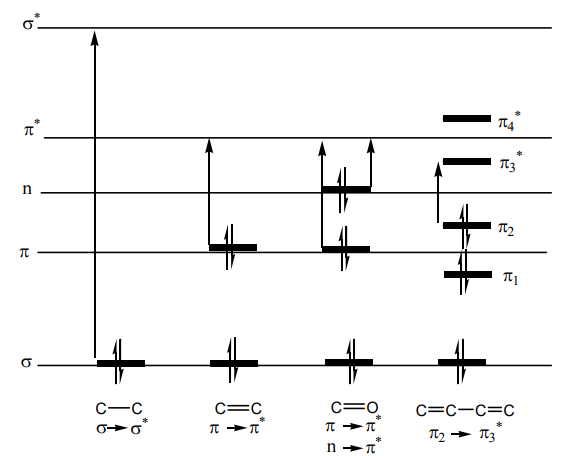 σ*
π4*
π*
π3*
n
π2
π
π1
σ
C—C
C=C
C=O
C=C—C=C
σ→σ*
π→π*
π→π*
π2→π3*
n→π*